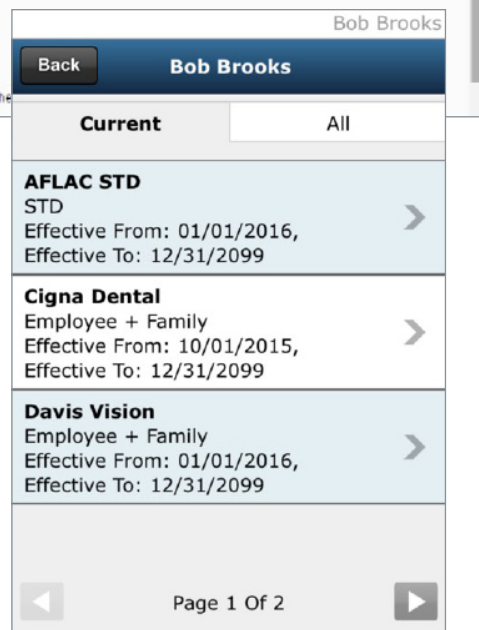 Bob Brooks
Back
Bob Brooks
Current
All
AFLAC STD
STD
Effective From: 01/01/2016,
Effective To: 12/31/2099
Cigna Dental
Employee + Family
Effective From: 10/01/2015,
Effective To: 12/31/2099
Davis Vision
Employee + Family
Effective From: 01/01/2016,
Effective To: 12/31/2099
Page 1 Of 2